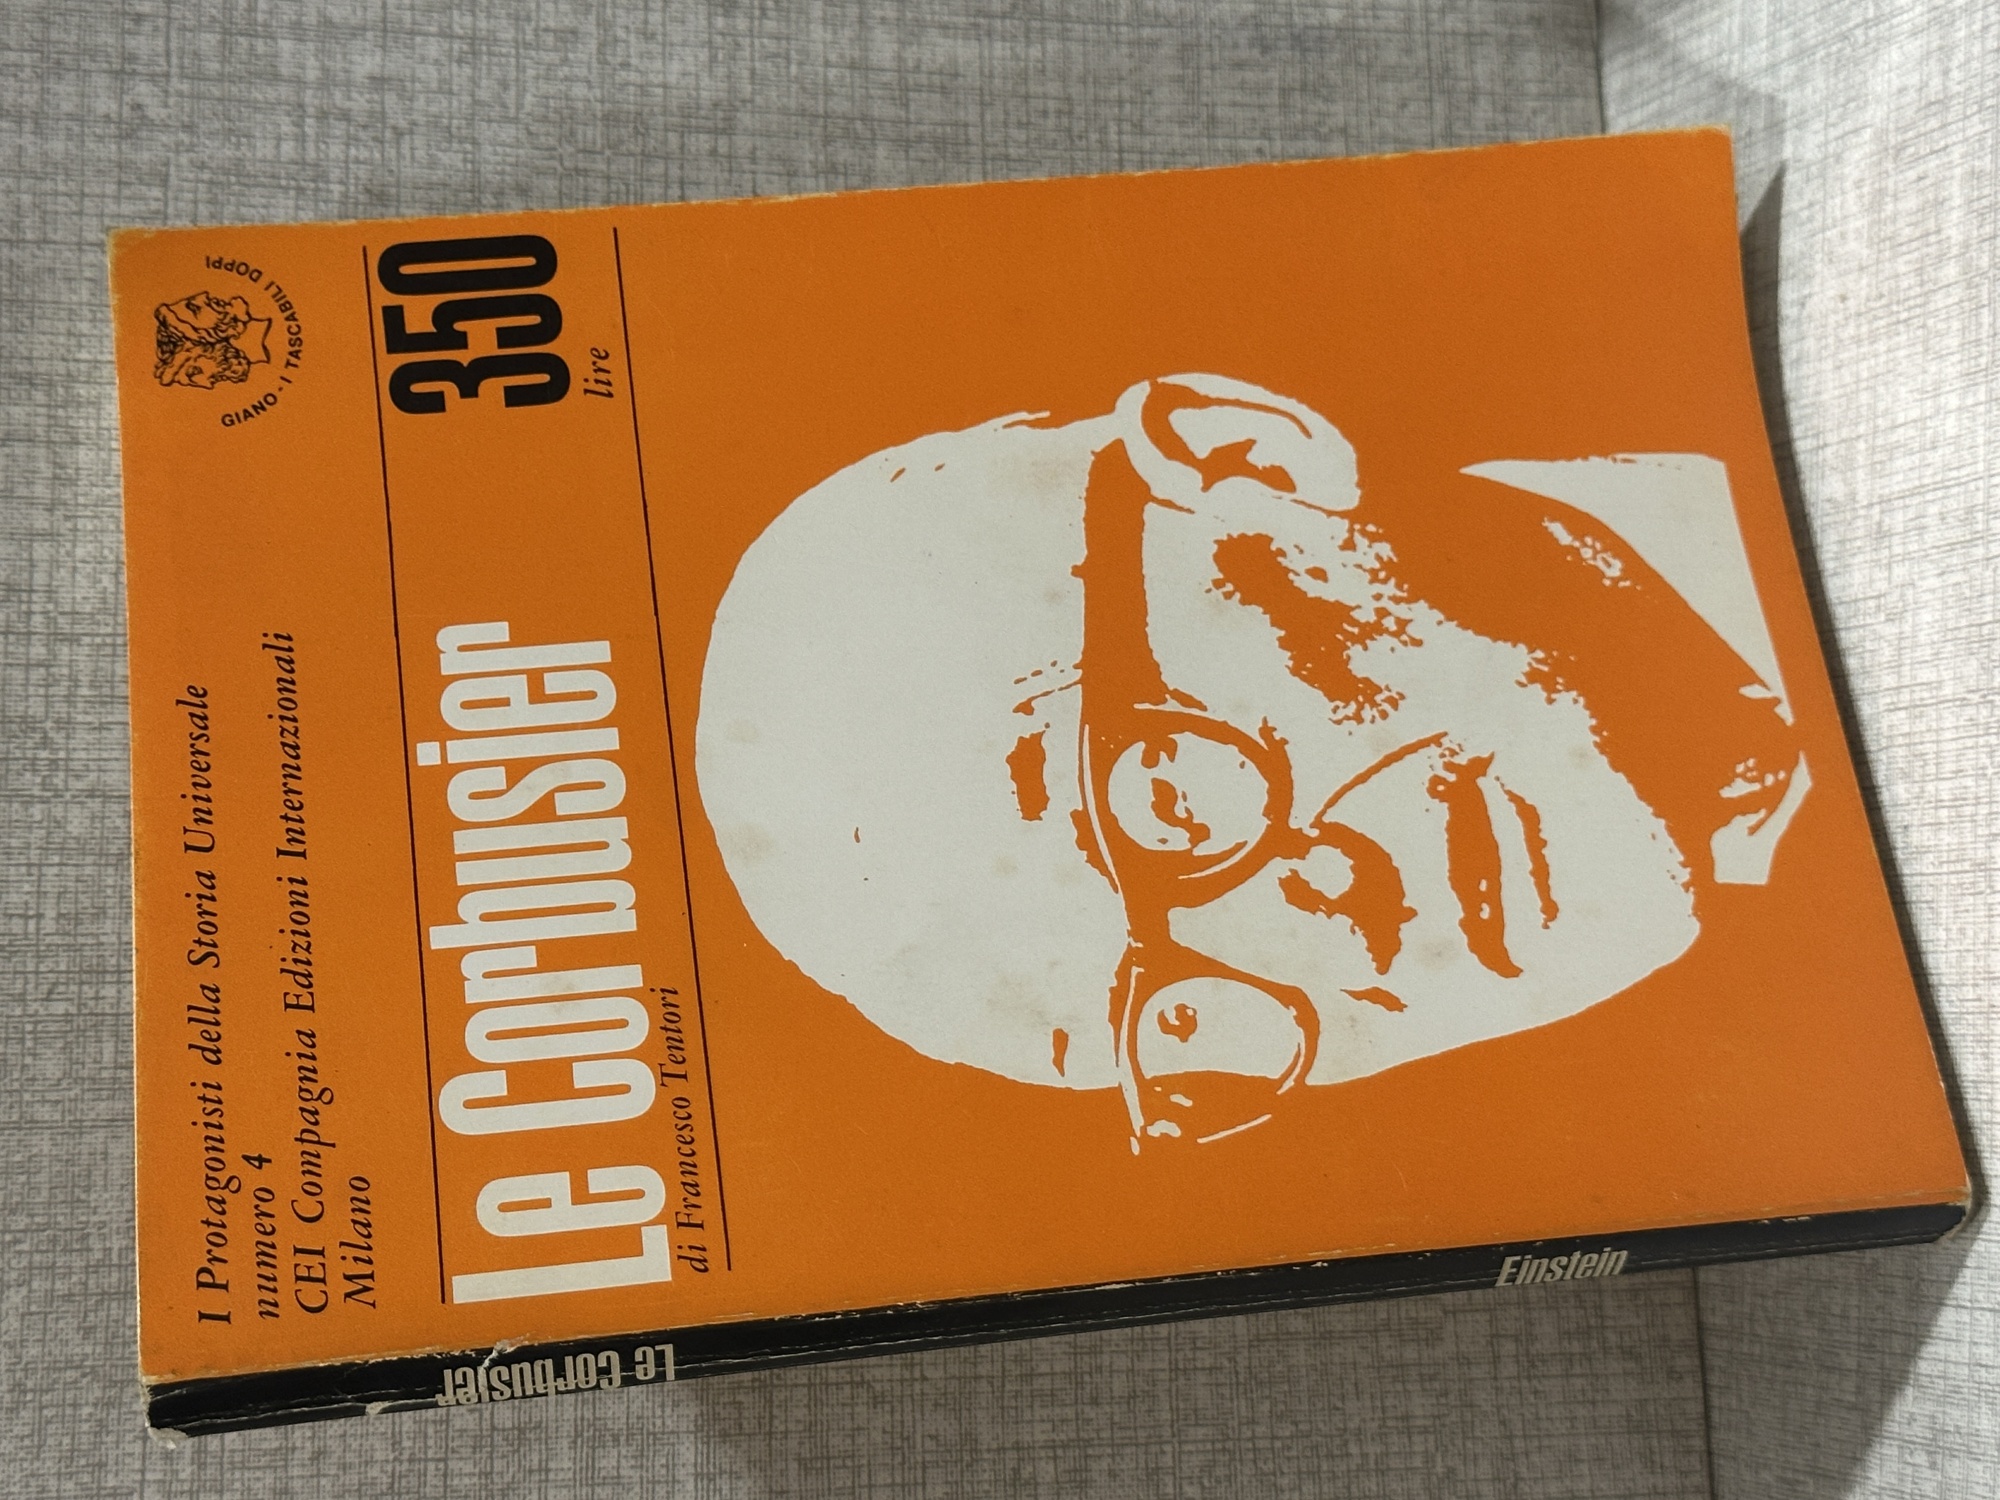 I Protagonisti della Storia Universale
numero 4
CEI Compagnia Edizioni Internazionali
Milano
GIANO - I TASCABILI DOPPI
Le Corbusier
350
lire
di Francesco Tentori
Le Corbusier
Einstein